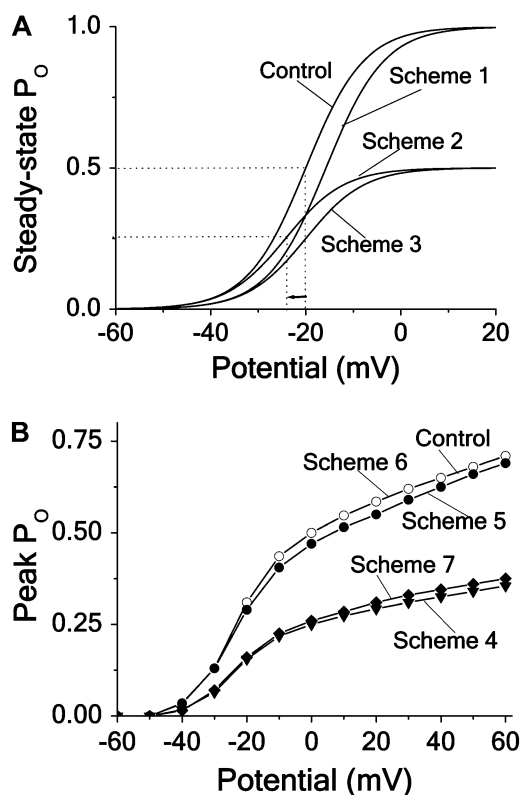 A
1.0
Control
Scheme 1
Steady-state PO
0.5
Scheme 2
Scheme 3
0.0
-60 -40 -20 0 20
Potential (mV)
B
0.75
Control
Scheme 6
Peak PO
0.50
Scheme 5
Scheme 7
0.25
Scheme 4
0.00
-60 -40 -20 0 20 40 60
Potential (mV)